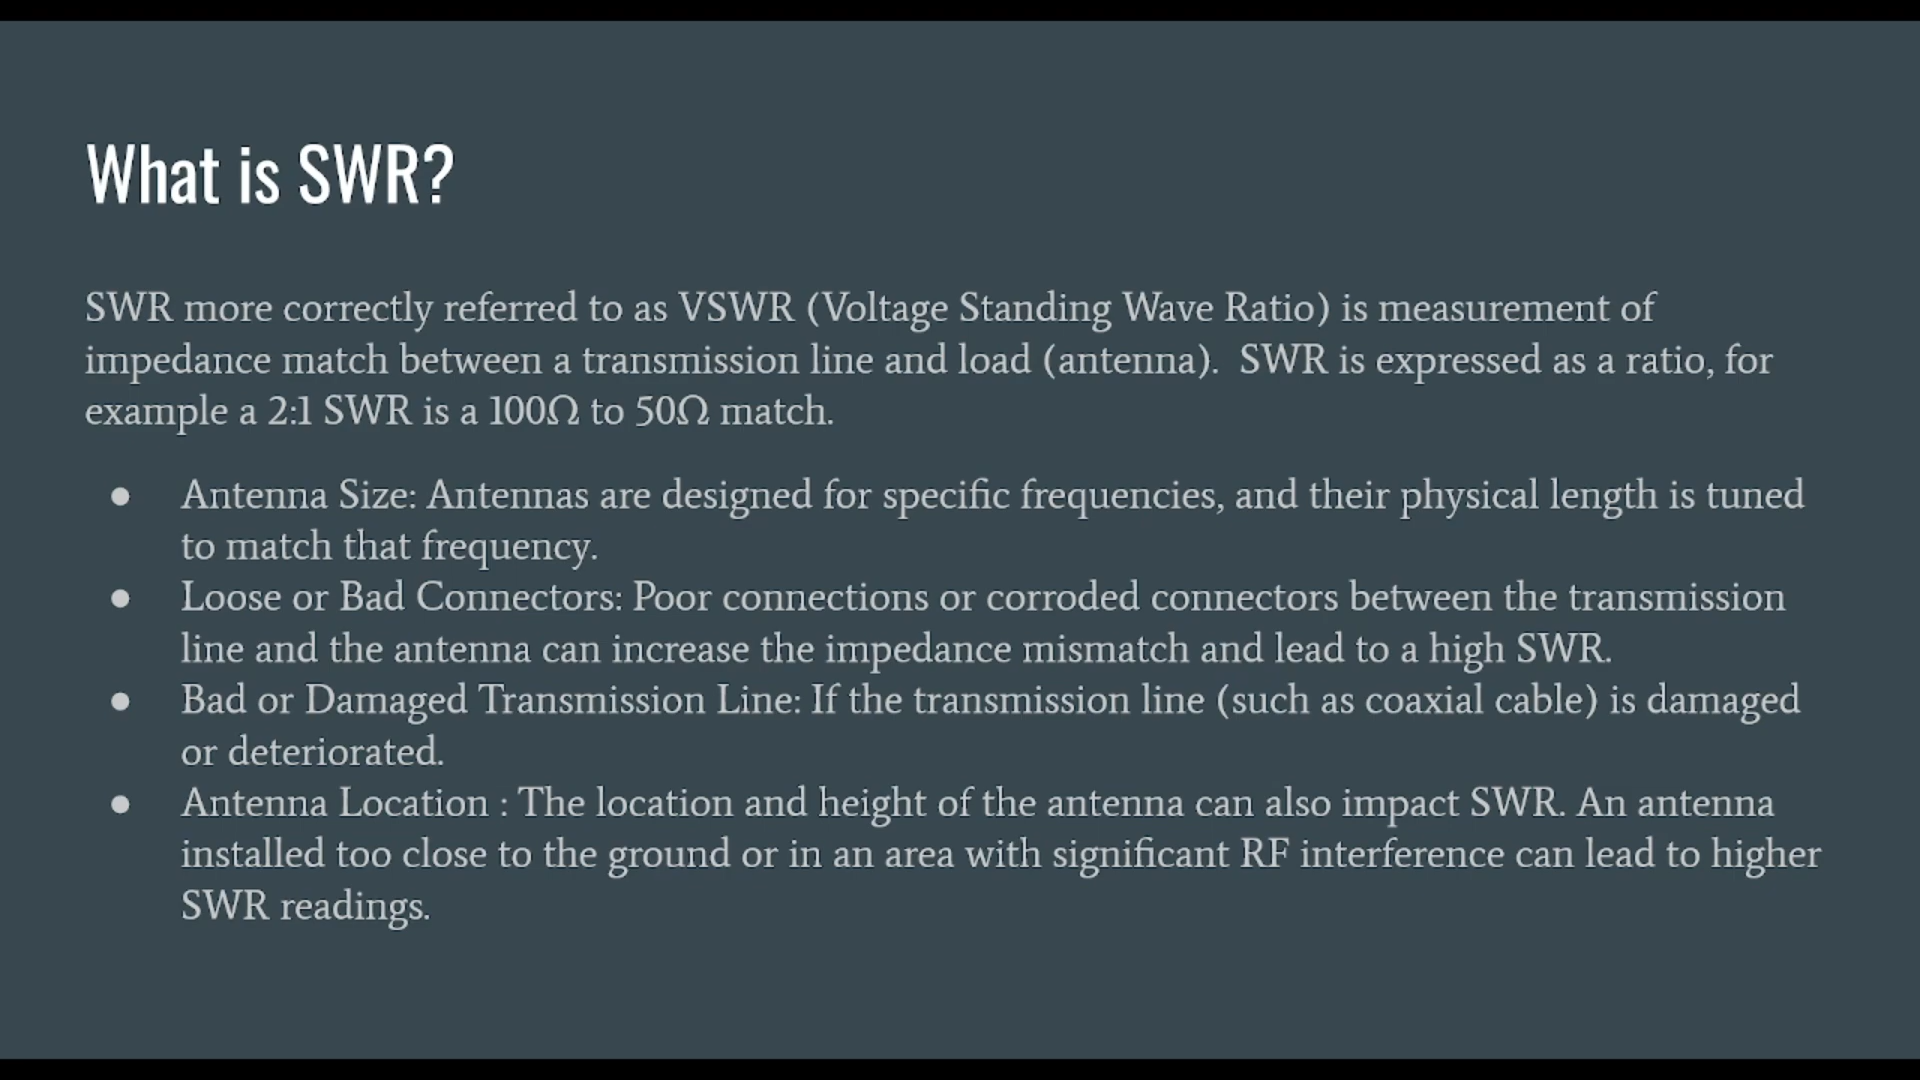 What is SWR?
SWR more correctly referred to as VSWR (Voltage Standing Wave Ratio) is measurement of
impedance match between a transmission line and load (antenna).  SWR is expressed as a ratio, for
example a 2:1 SWR is a 100Ω to 50Ω match.
● Antenna Size: Antennas are designed for specific frequencies, and their physical length is tuned
to match that frequency.
● Loose or Bad Connectors: Poor connections or corroded connectors between the transmission
line and the antenna can increase the impedance mismatch and lead to a high SWR.
● Bad or Damaged Transmission Line: If the transmission line (such as coaxial cable) is damaged
or deteriorated.
● Antenna Location : The location and height of the antenna can also impact SWR. An antenna
installed too close to the ground or in an area with significant RF interference can lead to higher
SWR readings.